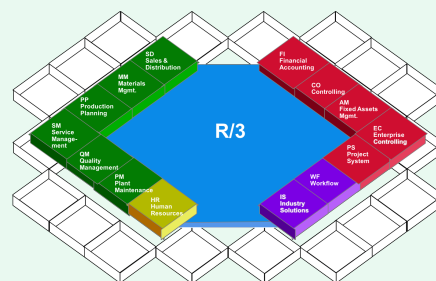 SD
Sales &
Distribution
MM
Materials
Mgmt.
PP
Production
Planning
SM
Service
Manage-
ment
QM
Quality
Management
PM
Plant
Maintenance
HR
Human
Resources
R/3
FI
Financial
Accounting
CO
Controlling
AM
Fixed Assets
Mgmt.
EC
Enterprise
Controlling
PS
Project
System
WF
Workflow
IS
Industry
Solutions